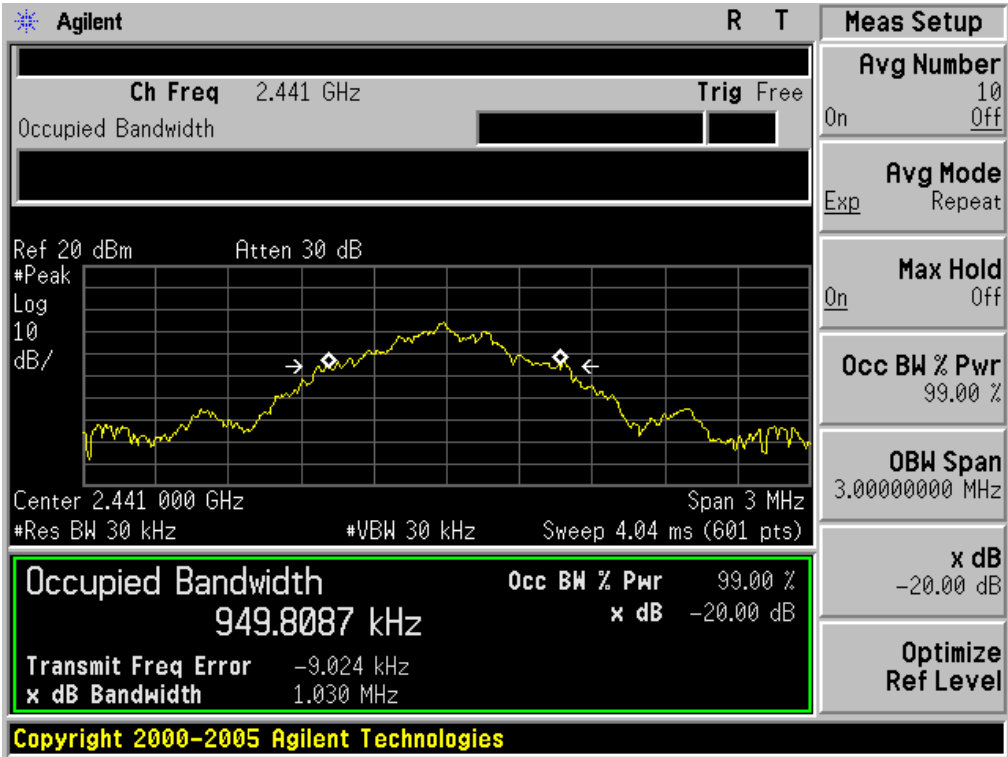 Agilent R T
Ch Freq 2.441 GHz Trig Free
Occupied Bandwidth
Ref 20 dBm Atten 30 dB
#Peak
Log
10
dB/
Center 2.441 000 GHz Span 3 MHz
#Res BW 30 kHz #VBW 30 kHz Sweep 4.04 ms (601 pts)
Occupied Bandwidth
949.8087 kHz
Occ BW % Pwr 99.00 %
x dB -20.00 dB
Transmit Freq Error -9.024 kHz
x dB Bandwidth 1.030 MHz
Copyright 2000-2005 Agilent Technologies
Meas Setup
Avg Number
10
On Off
Avg Mode
Exp Repeat
Max Hold
On Off
Occ BW % Pwr
99.00 %
OBW Span
3.00000000 MHz
x dB
-20.00 dB
Optimize
Ref Level